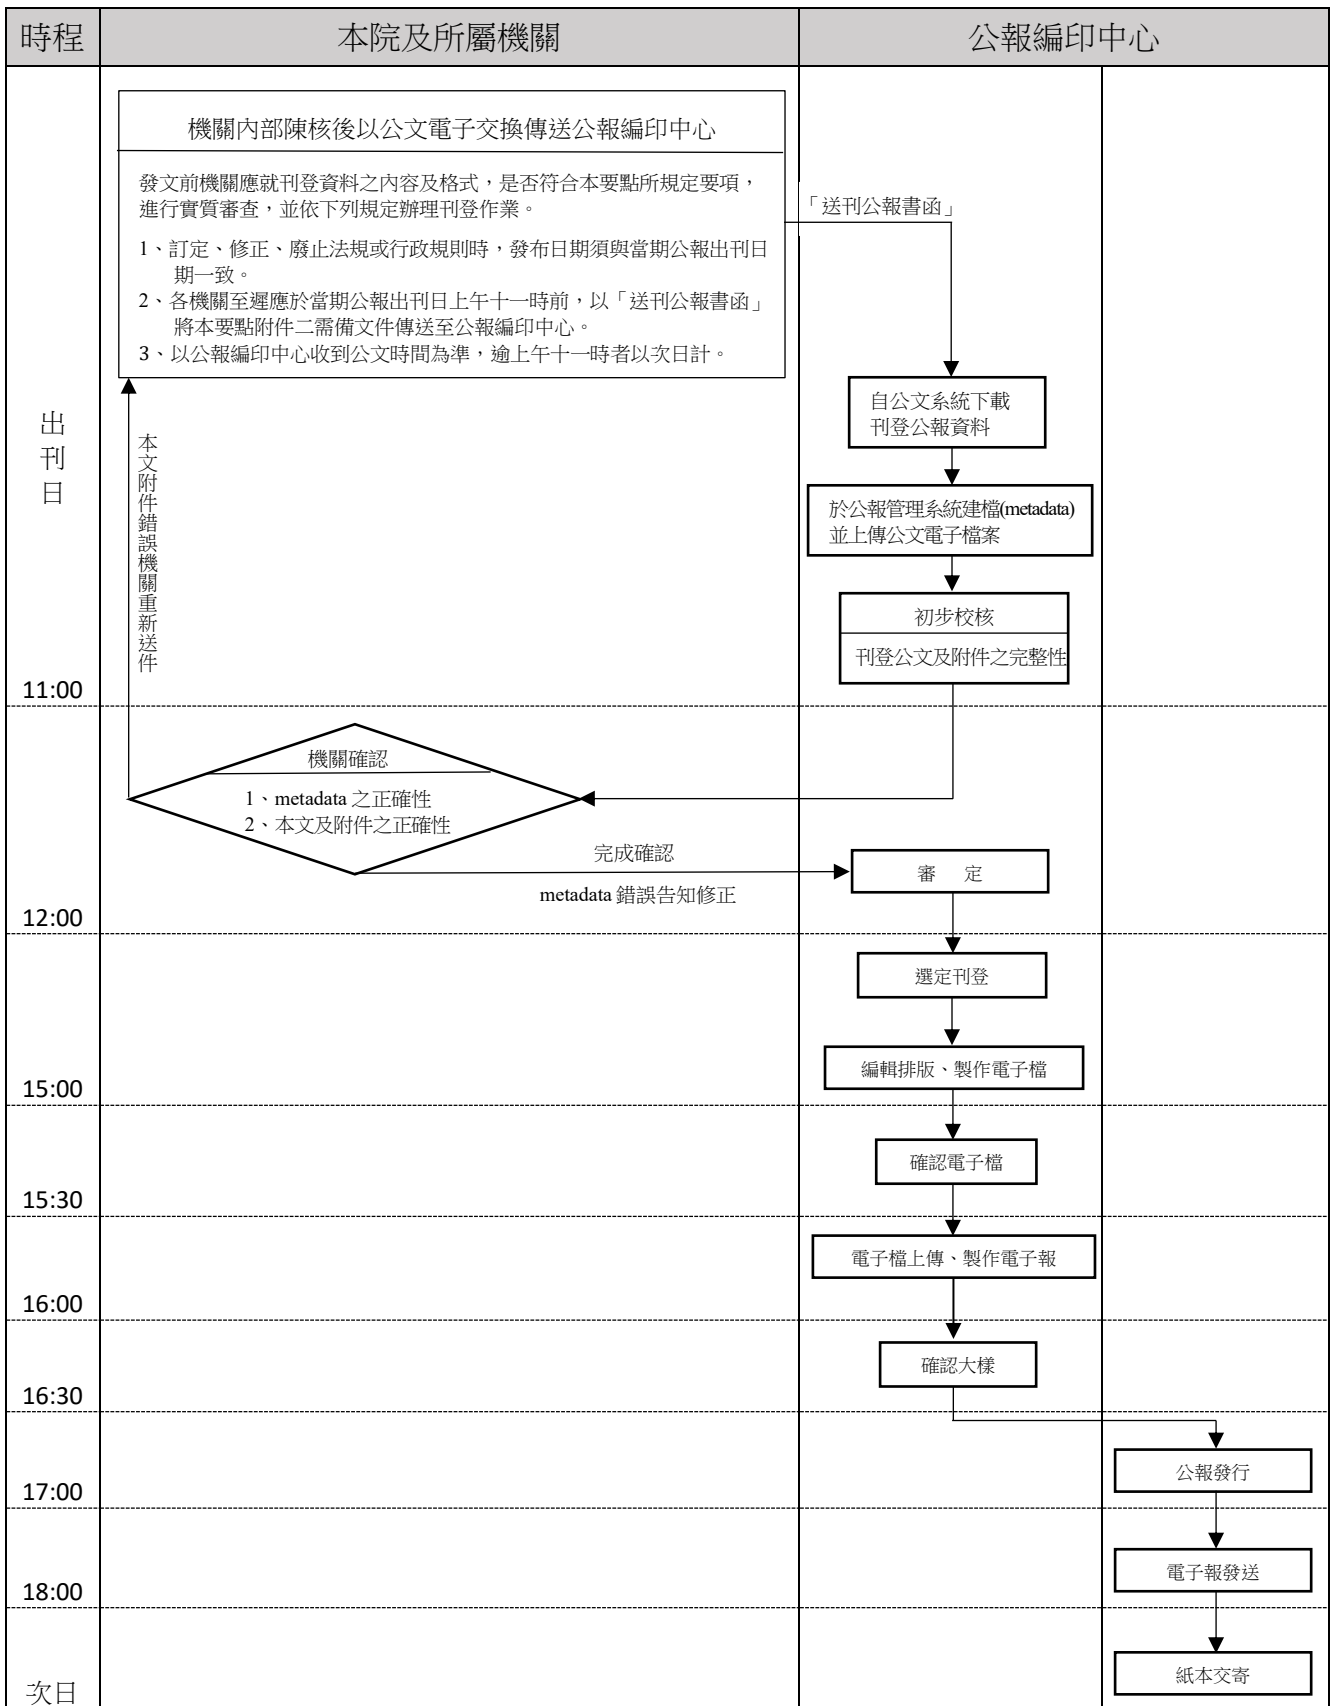 時程
本院及所屬機關
公報編印中心
機關內部陳核後以公文電子交換傳送公報編印中心
發文前機關應就刊登資料之內容及格式，是否符合本要點所規定要項，
進行實質審查，並依下列規定辦理刊登作業。
1、訂定、修正、廢止法規或行政規則時，發布日期須與當期公報出刊日
期一致。
2、各機關至遲應於當期公報出刊日上午十一時前，以「送刊公報書函」
將本要點附件二需備文件傳送至公報編印中心。
3、以公報編印中心收到公文時間為準，逾上午十一時者以次日計。
「送刊公報書函」
自公文系統下載
刊登公報資料
出刊日
本文附件錯誤機關重新送件
於公報管理系統建檔(metadata)
並上傳公文電子檔案
初步校核
刊登公文及附件之完整性
11:00
機關確認
1、metadata 之正確性
2、本文及附件之正確性
完成確認
metadata 錯誤告知修正
審 定
12:00
選定刊登
編輯排版、製作電子檔
15:00
確認電子檔
15:30
電子檔上傳、製作電子報
16:00
確認大樣
16:30
公報發行
17:00
電子報發送
18:00
紙本交寄
次日